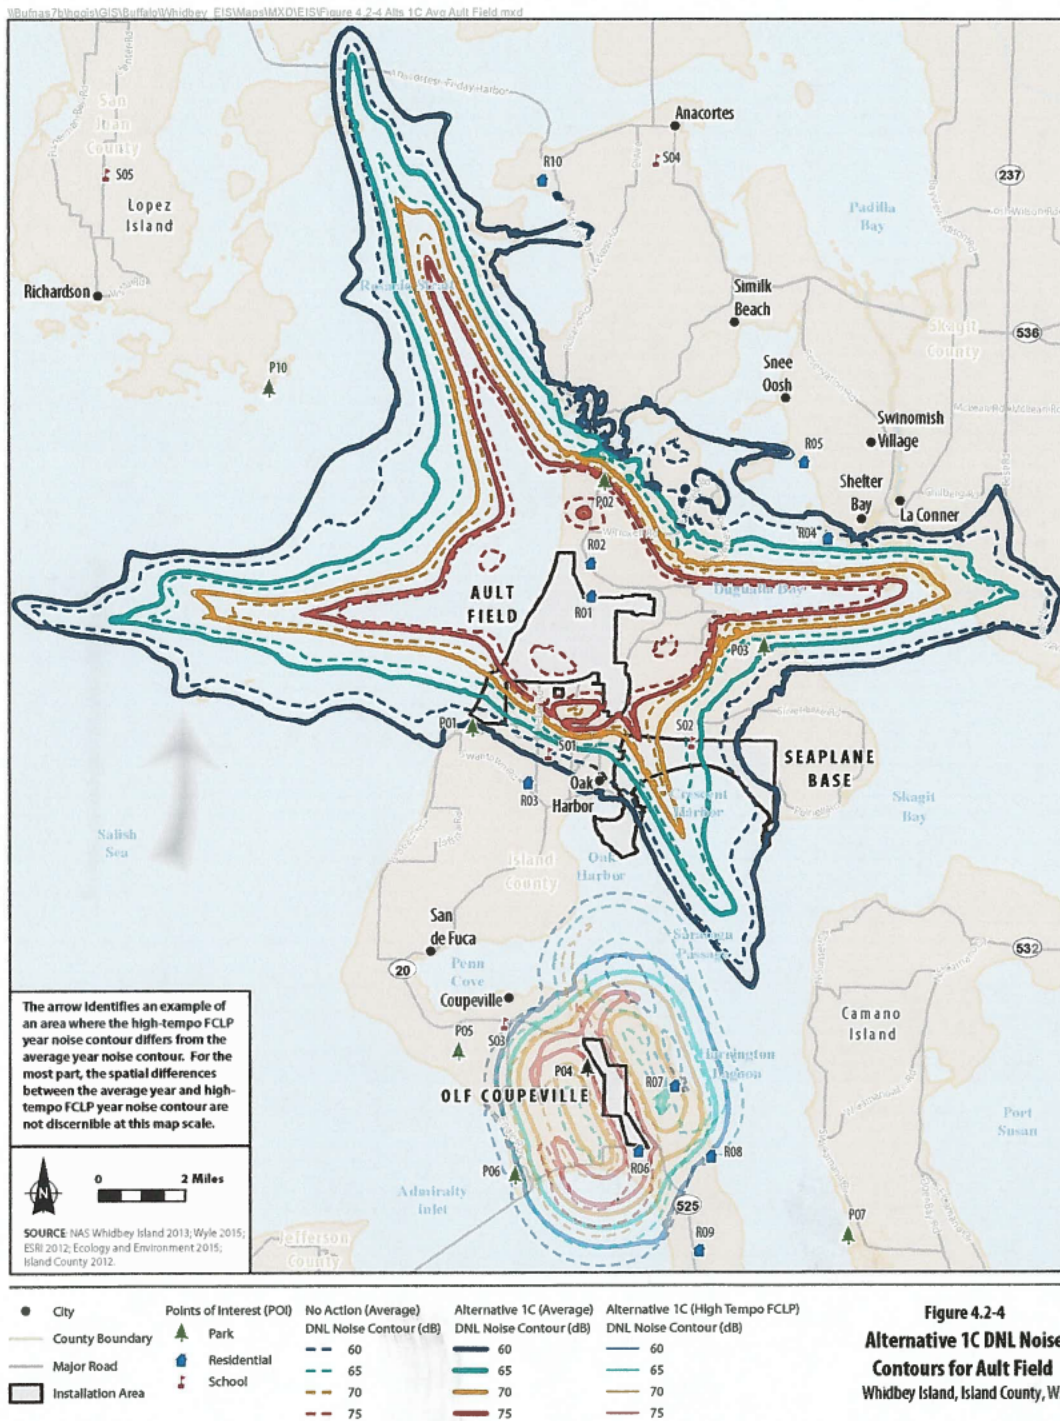 \\Bufnas7b\hqgis\GIS\Buffalo\Whidbey_EIS\Maps\MXD\EIS\Figure 4.2-4 Alts 1C Avg Ault Field.mxd
Anacortes
San
Juan
County
S05
S04
R10
Lopez
Island
237
Padilla
Bay
Rosario Strait
Richardson
Similk
Beach
Skagit
County
536
P10
Snee
Oosh
Swinomish
Village
R05
Shelter
Bay
La Conner
P02
R04
R02
AULT
FIELD
R01
Dugualla Bay
P03
P01
S02
S01
SEAPLANE
BASE
R03
Oak
Harbor
Crescent
Harbor
Skagit
Bay
Salish
Sea
Island
County
Oak
Harbor
San
de Fuca
20
Saratoga
Passage
532
Penn
Cove
Coupeville
S03
P05
Camano
Island
The arrow identifies an example of
an area where the high-tempo FCLP
year noise contour differs from the
average year noise contour. For the
most part, the spatial differences
between the average year and high-
tempo FCLP year noise contour are
not discernible at this map scale.
Harrington
Lagoon
P04
R07
OLF COUPEVILLE
Port
Susan
R06
R08
P06
N
0 2 Miles
Admiralty
Inlet
525
P07
R09
SOURCE: NAS Whidbey Island 2013; Wyle 2015;
ESRI 2012; Ecology and Environment 2015;
Island County 2012.
Jefferson
County
City
County Boundary
Major Road
Installation Area
Points of Interest (POI)
Park
Residential
School
No Action (Average)
DNL Noise Contour (dB)
60
65
70
75
Alternative 1C (Average)
DNL Noise Contour (dB)
60
65
70
75
Alternative 1C (High Tempo FCLP)
DNL Noise Contour (dB)
60
65
70
75
Figure 4.2-4
Alternative 1C DNL Noise
Contours for Ault Field
Whidbey Island, Island County, W